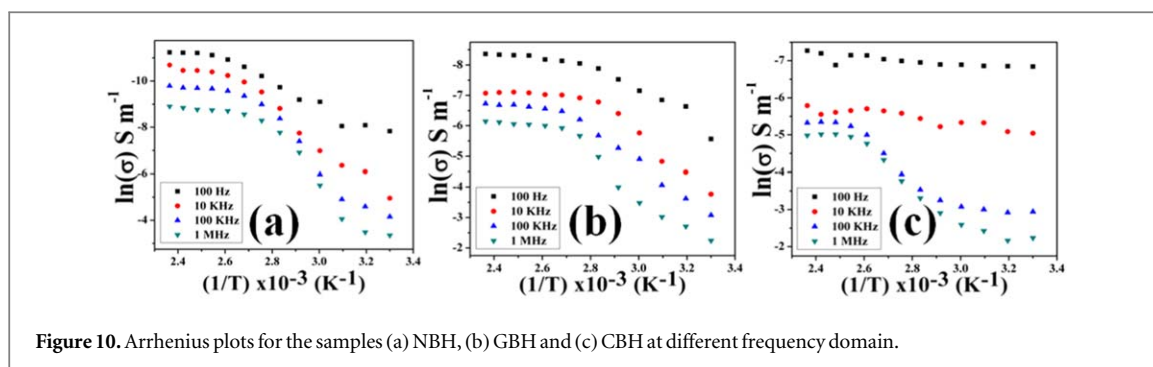 ln(σ) S m⁻¹
-10
-8
-6
-4
100 Hz
10 KHz
100 KHz
1 MHz
(a)
2.4 2.6 2.8 3.0 3.2 3.4
(1/T) x10⁻³ (K⁻¹)
ln(σ) S m⁻¹
-8
-7
-6
-5
-4
-3
-2
100 Hz
10 KHz
100 KHz
1 MHz
(b)
2.4 2.6 2.8 3.0 3.2 3.4
(1/T) x10⁻³ (K⁻¹)
ln(σ) S m⁻¹
-7
-6
-5
-4
-3
-2
100 Hz
10 KHz
100 KHz
1 MHz
(c)
2.4 2.6 2.8 3.0 3.2 3.4
(1/T) x10⁻³ (K⁻¹)
Figure 10. Arrhenius plots for the samples (a) NBH, (b) GBH and (c) CBH at different frequency domain.